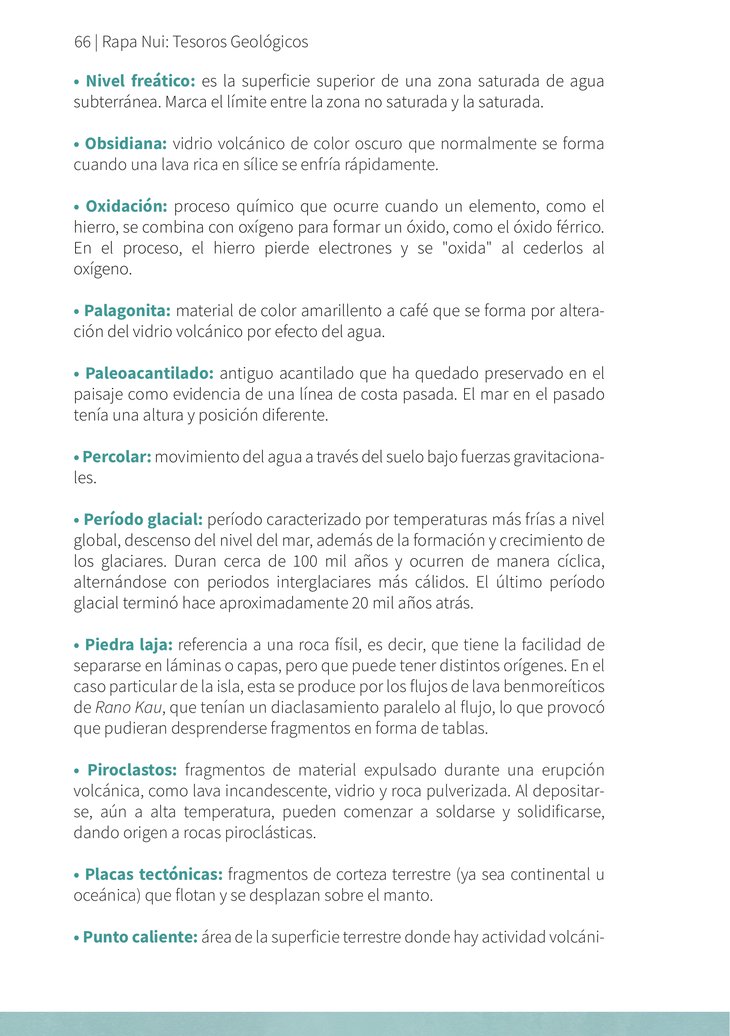 66 | Rapa Nui: Tesoros Geológicos
• Nivel freático: es la superficie superior de una zona saturada de agua
subterránea. Marca el límite entre la zona no saturada y la saturada.
• Obsidiana: vidrio volcánico de color oscuro que normalmente se forma
cuando una lava rica en sílice se enfría rápidamente.
• Oxidación: proceso químico que ocurre cuando un elemento, como el
hierro, se combina con oxígeno para formar un óxido, como el óxido férrico.
En el proceso, el hierro pierde electrones y se "oxida" al cederlos al
oxígeno.
• Palagonita: material de color amarillento a café que se forma por altera-
ción del vidrio volcánico por efecto del agua.
• Paleoacantilado: antiguo acantilado que ha quedado preservado en el
paisaje como evidencia de una línea de costa pasada. El mar en el pasado
tenía una altura y posición diferente.
• Percolar: movimiento del agua a través del suelo bajo fuerzas gravitaciona-
les.
• Período glacial: período caracterizado por temperaturas más frías a nivel
global, descenso del nivel del mar, además de la formación y crecimiento de
los glaciares. Duran cerca de 100 mil años y ocurren de manera cíclica,
alternándose con periodos interglaciares más cálidos. El último período
glacial terminó hace aproximadamente 20 mil años atrás.
• Piedra laja: referencia a una roca físil, es decir, que tiene la facilidad de
separarse en láminas o capas, pero que puede tener distintos orígenes. En el
caso particular de la isla, esta se produce por los flujos de lava benmoreíticos
de Rano Kau, que tenían un diaclasamiento paralelo al flujo, lo que provocó
que pudieran desprenderse fragmentos en forma de tablas.
• Piroclastos: fragmentos de material expulsado durante una erupción
volcánica, como lava incandescente, vidrio y roca pulverizada. Al depositar-
se, aún a alta temperatura, pueden comenzar a soldarse y solidificarse,
dando origen a rocas piroclásticas.
• Placas tectónicas: fragmentos de corteza terrestre (ya sea continental u
oceánica) que flotan y se desplazan sobre el manto.
• Punto caliente: área de la superficie terrestre donde hay actividad volcáni-